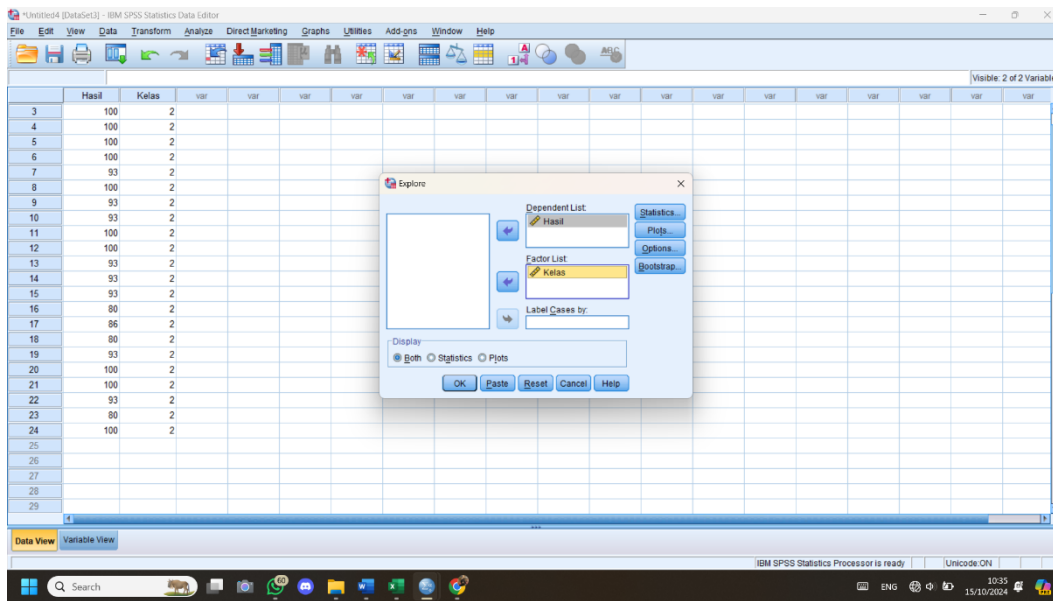 *Untitled4 [DataSet3] - IBM SPSS Statistics Data Editor
File Edit View Data Transform Analyze Direct Marketing Graphs Utilities Add-ons Window Help
Visible: 2 of 2 Variable
Hasil Kelas var var var var var var var var var var var var var var var var var
3 100 2
4 100 2
5 100 2
6 100 2
7 93 2
8 100 2
9 93 2
10 93 2
11 100 2
12 100 2
13 93 2
14 93 2
15 93 2
16 80 2
17 86 2
18 80 2
19 93 2
20 100 2
21 100 2
22 93 2
23 80 2
24 100 2
25
26
27
28
29
Explore
Dependent List:
Hasil
Factor List:
Kelas
Label Cases by:
Statistics...
Plots...
Options...
Bootstrap...
Display
Both Statistics Plots
OK Paste Reset Cancel Help
Data View Variable View
IBM SPSS Statistics Processor is ready Unicode:ON
Search
60
ENG
10:35
15/10/2024